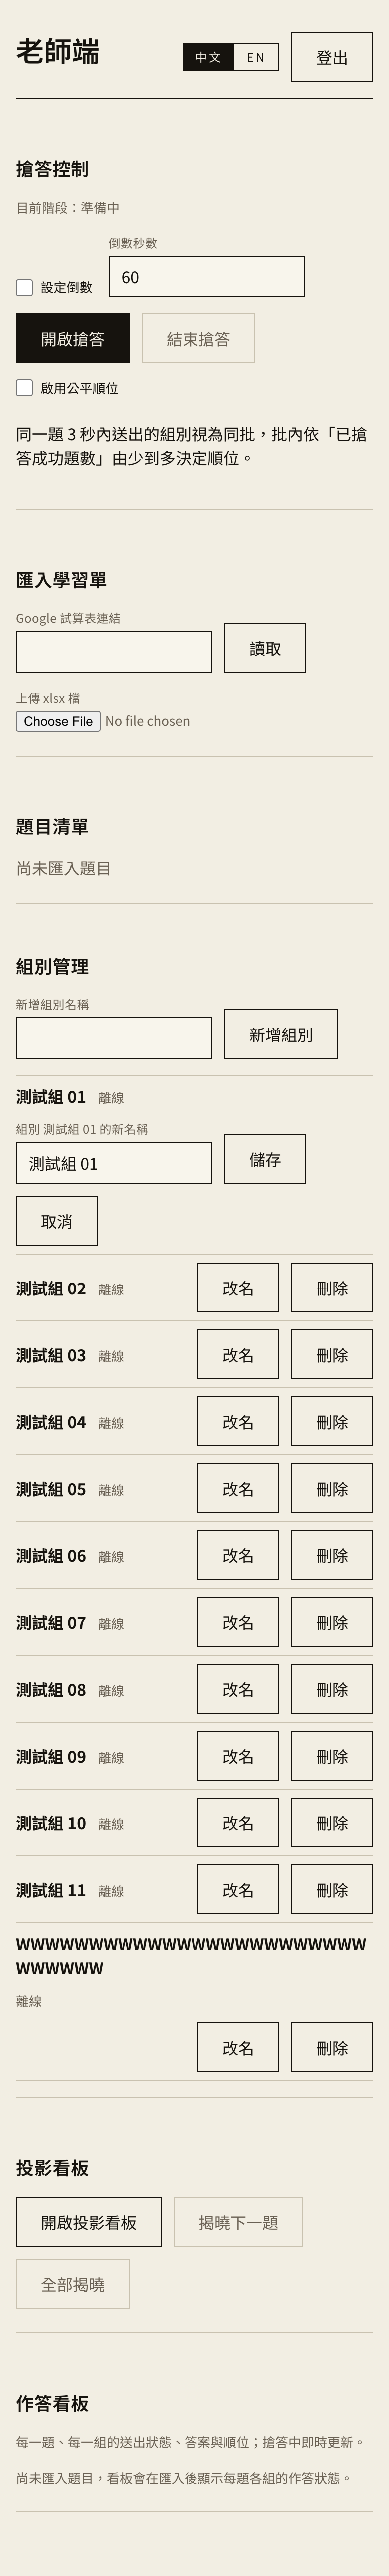 老師端
中文 EN 登出
搶答控制
目前階段：準備中
倒數秒數
設定倒數 60
開啟搶答 結束搶答
啟用公平順位
同一題 3 秒內送出的組別視為同批，批內依「已搶
答成功題數」由少到多決定順位。
匯入學習單
Google 試算表連結
讀取
上傳 xlsx 檔
Choose File No file chosen
題目清單
尚未匯入題目
組別管理
新增組別名稱
新增組別
測試組 01 離線
組別 測試組 01 的新名稱
測試組 01 儲存
取消
測試組 02 離線 改名 刪除
測試組 03 離線 改名 刪除
測試組 04 離線 改名 刪除
測試組 05 離線 改名 刪除
測試組 06 離線 改名 刪除
測試組 07 離線 改名 刪除
測試組 08 離線 改名 刪除
測試組 09 離線 改名 刪除
測試組 10 離線 改名 刪除
測試組 11 離線 改名 刪除
WWWWWWWWWWWWWWWWWWWWWWWW
WWWWWW
離線
改名 刪除
投影看板
開啟投影看板 揭曉下一題
全部揭曉
作答看板
每一題、每一組的送出狀態、答案與順位；搶答中即時更新。
尚未匯入題目，看板會在匯入後顯示每題各組的作答狀態。